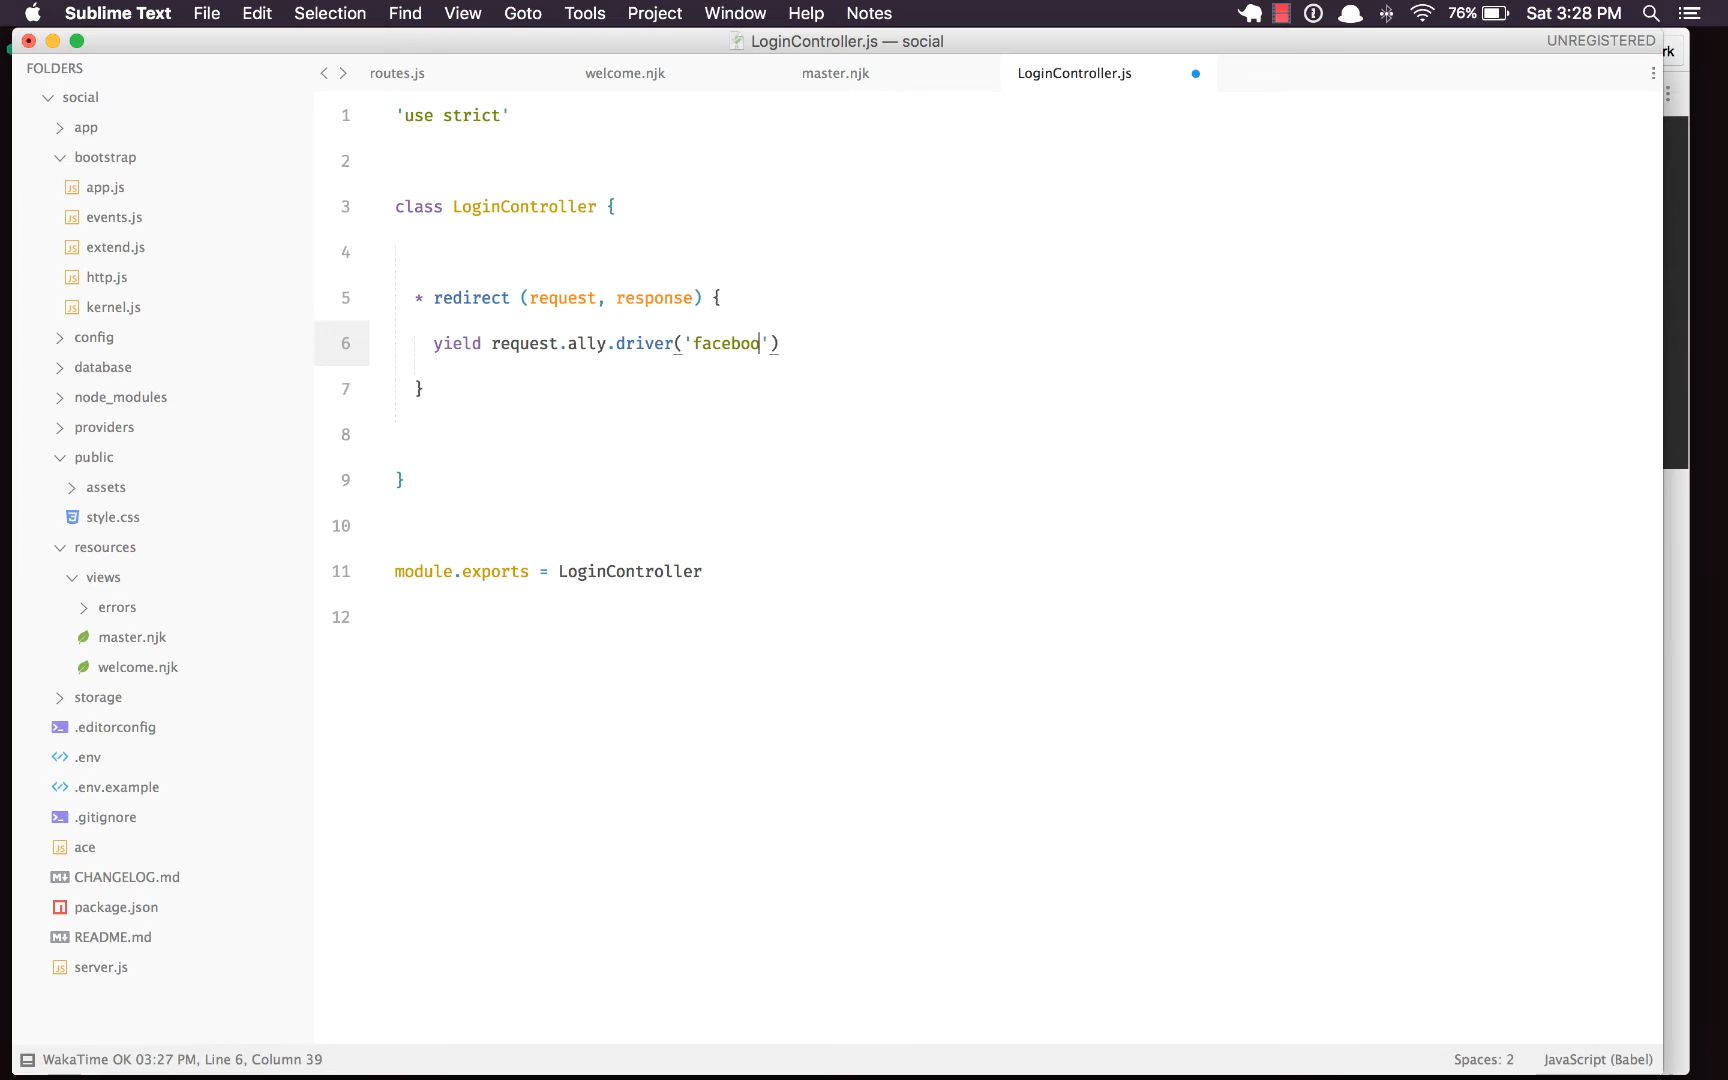 Sublime Text File Edit Selection Find View Goto Tools Project Window Help Notes 76% Sat 3:28 PM
LoginController.js — social UNREGISTERED
rk
FOLDERS
routes.js welcome.njk master.njk LoginController.js
social
app
bootstrap
app.js
events.js
extend.js
http.js
kernel.js
config
database
node_modules
providers
public
assets
style.css
resources
views
errors
master.njk
welcome.njk
storage
.editorconfig
.env
.env.example
.gitignore
ace
CHANGELOG.md
package.json
README.md
server.js
1 'use strict'
2
3 class LoginController {
4
5 * redirect (request, response) {
6 yield request.ally.driver('faceboo')
7 }
8
9 }
10
11 module.exports = LoginController
12
WakaTime OK 03:27 PM, Line 6, Column 39 Spaces: 2 JavaScript (Babel)